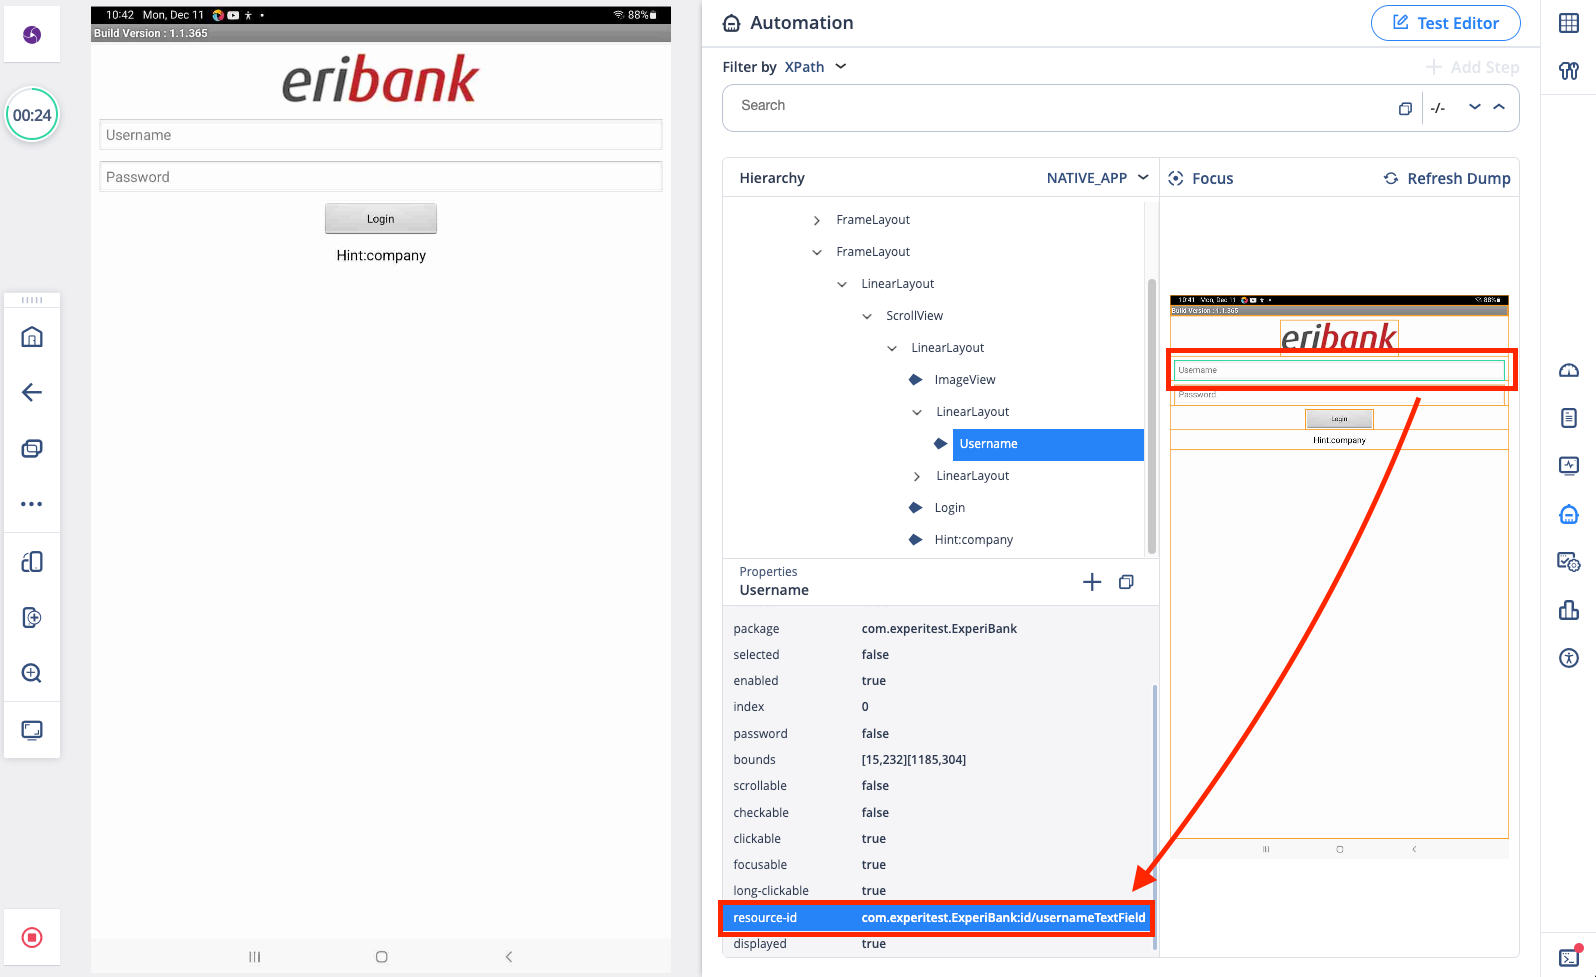 10:42 Mon, Dec 11 88%
Build Version : 1.1.365
eribank
Username
Password
Login
Hint:company
00:24
Automation
Test Editor
Filter by XPath
Add Step
Search
-/-
Hierarchy
NATIVE_APP
Focus
Refresh Dump
FrameLayout
FrameLayout
LinearLayout
ScrollView
LinearLayout
ImageView
LinearLayout
Username
LinearLayout
Login
Hint:company
Properties
Username
package com.experitest.ExperiBank
selected false
enabled true
index 0
password false
bounds [15,232][1185,304]
scrollable false
checkable false
clickable true
focusable true
long-clickable true
resource-id com.experitest.ExperiBank:id/usernameTextField
displayed true
10:41 Mon, Dec 11 88%
Build Version : 1.1.365
eribank
Username
Password
Login
Hint:company